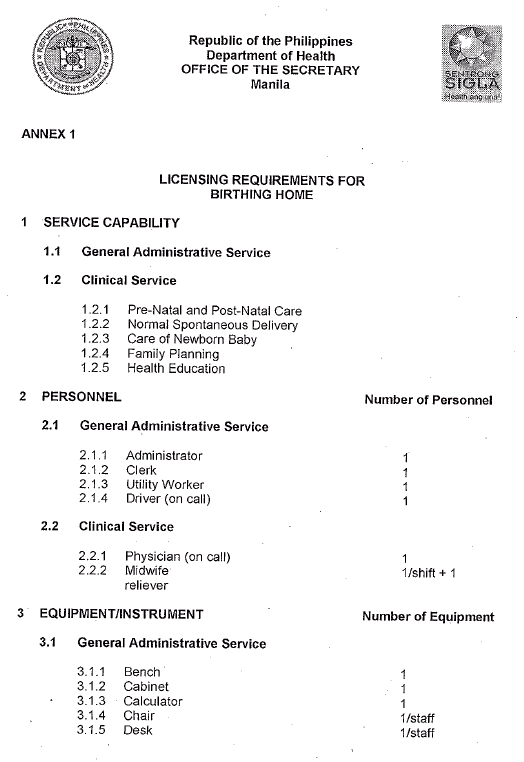 REPUBLIC OF THE PHILIPPINES
DEPARTMENT OF HEALTH
Republic of the Philippines
Department of Health
OFFICE OF THE SECRETARY
Manila
SENTRONG
SIGLA
Health ang una!
ANNEX 1
LICENSING REQUIREMENTS FOR
BIRTHING HOME
1 SERVICE CAPABILITY
1.1 General Administrative Service
1.2 Clinical Service
1.2.1 Pre-Natal and Post-Natal Care
1.2.2 Normal Spontaneous Delivery
1.2.3 Care of Newborn Baby
1.2.4 Family Planning
1.2.5 Health Education
2 PERSONNEL Number of Personnel
2.1 General Administrative Service
2.1.1 Administrator 1
2.1.2 Clerk 1
2.1.3 Utility Worker 1
2.1.4 Driver (on call) 1
2.2 Clinical Service
2.2.1 Physician (on call) 1
2.2.2 Midwife 1/shift + 1
reliever
3 EQUIPMENT/INSTRUMENT Number of Equipment
3.1 General Administrative Service
3.1.1 Bench 1
3.1.2 Cabinet 1
3.1.3 Calculator 1
3.1.4 Chair 1/staff
3.1.5 Desk 1/staff